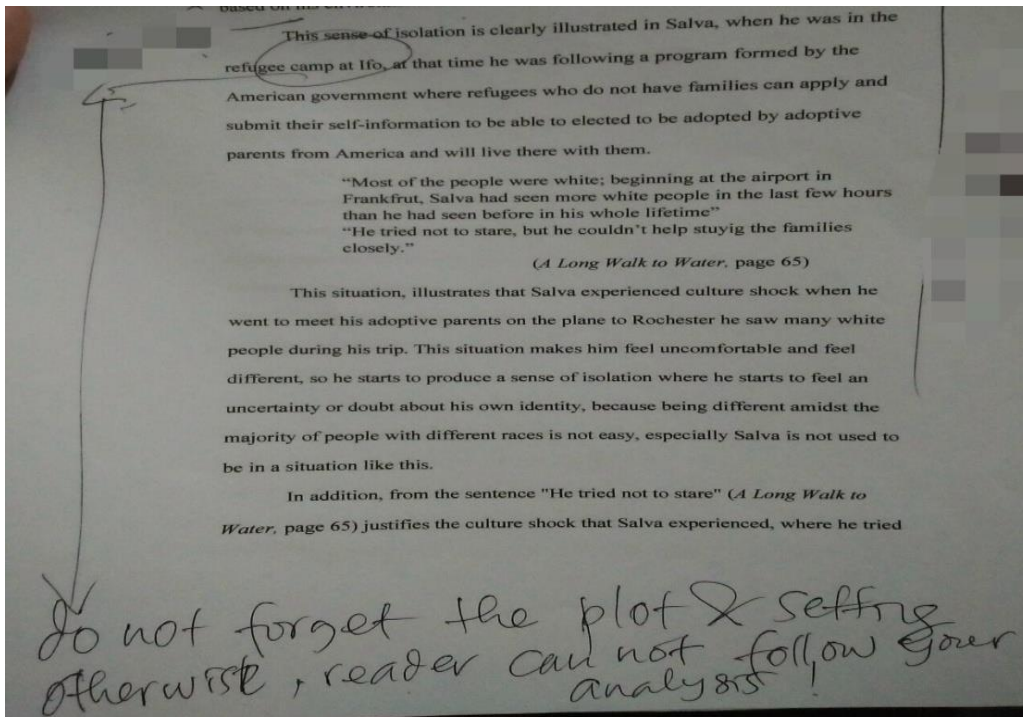 based on his
This sense of isolation is clearly illustrated in Salva, when he was in the
refugee camp at Ifo, at that time he was following a program formed by the
American government where refugees who do not have families can apply and
submit their self-information to be able to elected to be adopted by adoptive
parents from America and will live there with them.
“Most of the people were white; beginning at the airport in
Frankfrut, Salva had seen more white people in the last few hours
than he had seen before in his whole lifetime”
“He tried not to stare, but he couldn’t help stuyig the families
closely.”
(A Long Walk to Water, page 65)
This situation, illustrates that Salva experienced culture shock when he
went to meet his adoptive parents on the plane to Rochester he saw many white
people during his trip. This situation makes him feel uncomfortable and feel
different, so he starts to produce a sense of isolation where he starts to feel an
uncertainty or doubt about his own identity, because being different amidst the
majority of people with different races is not easy, especially Salva is not used to
be in a situation like this.
In addition, from the sentence "He tried not to stare" (A Long Walk to
Water, page 65) justifies the culture shock that Salva experienced, where he tried
do not forget the plot & setting
otherwise, reader can not follow your
analysis !